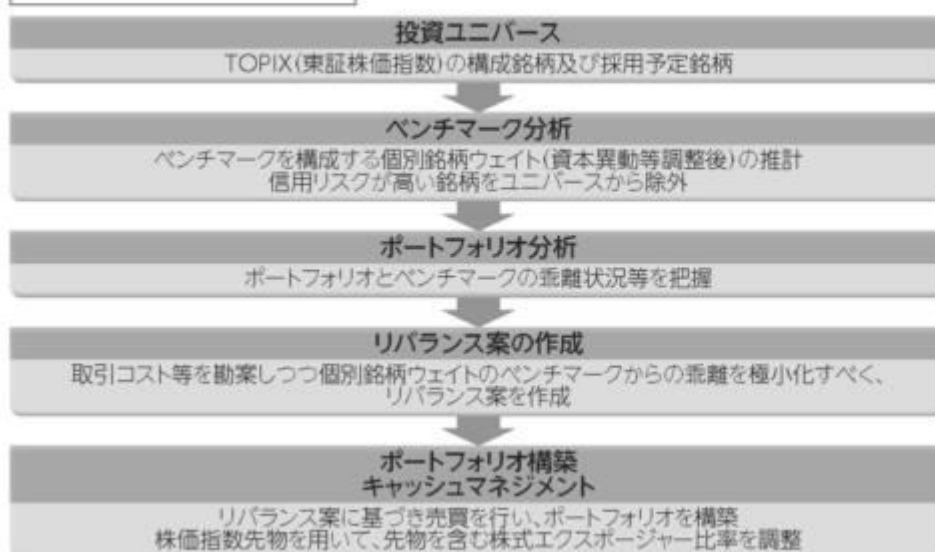 投資ユニバース
TOPIX(東証株価指数)の構成銘柄及び採用予定銘柄
ベンチマーク分析
ベンチマークを構成する個別銘柄ウェイト(資本異動等調整後)の推計
信用リスクが高い銘柄をユニバースから除外
ポートフォリオ分析
ポートフォリオとベンチマークの乖離状況等を把握
リバランス案の作成
取引コスト等を勘案しつつ個別銘柄ウェイトのベンチマークからの乖離を極小化すべく、
リバランス案を作成
ポートフォリオ構築
キャッシュマネジメント
リバランス案に基づき売買を行い、ポートフォリオを構築
株価指数先物を用いて、先物を含む株式エクスポージャー比率を調整